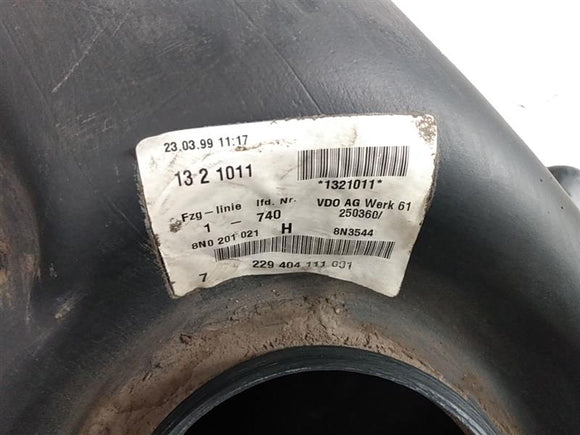 23.03.99 11:17
13 2 1011
*1321011*
Fzg-linie lfd. Nr. VDO AG Werk 61
1 - 740 250360/
8N0 201 021 H 8N3544
7 229 404 111 001